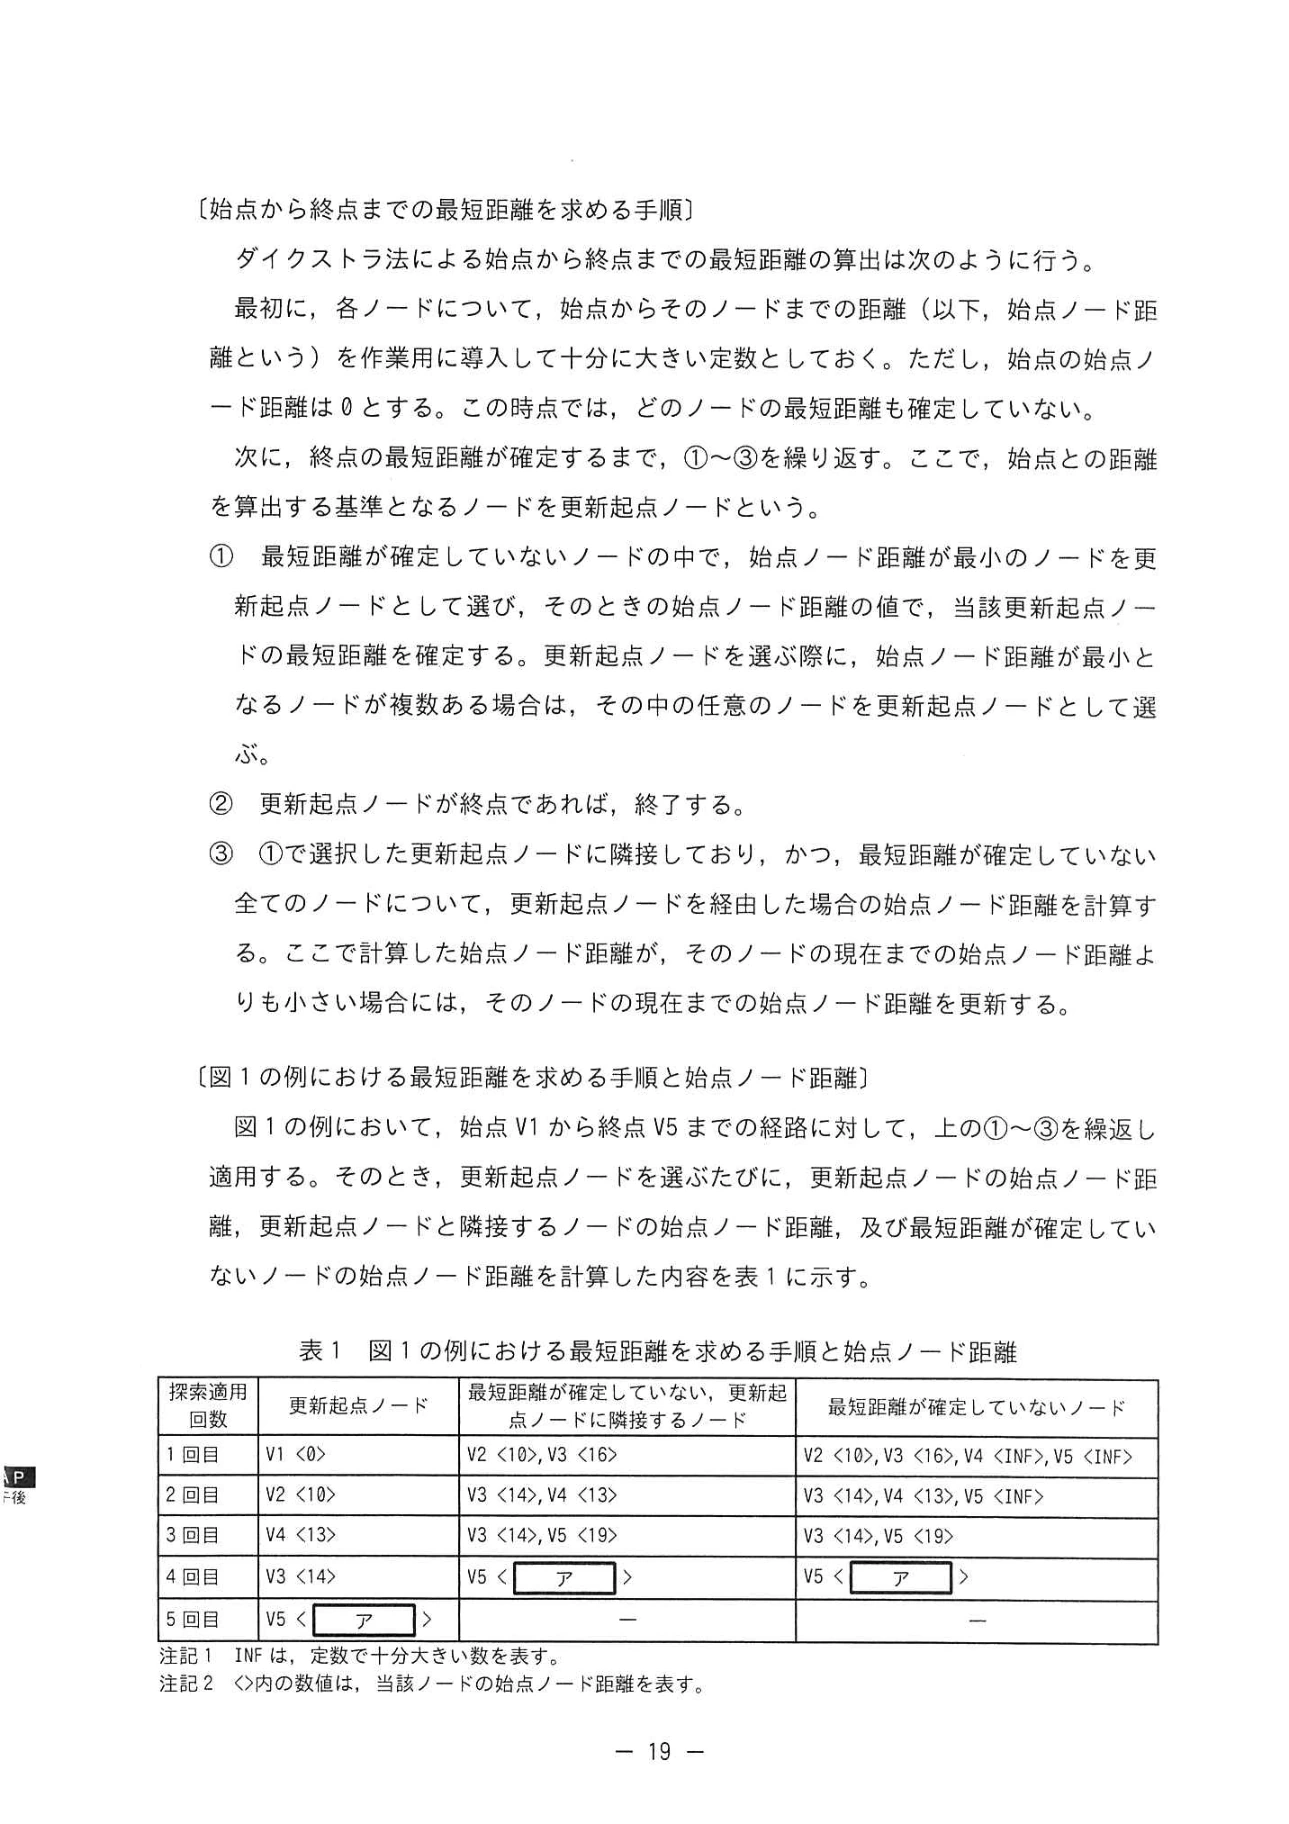 〔始点から終点までの最短距離を求める手順〕
ダイクストラ法による始点から終点までの最短距離の算出は次のように行う。
最初に，各ノードについて，始点からそのノードまでの距離（以下，始点ノード距
離という）を作業用に導入して十分に大きい定数としておく。ただし，始点の始点ノ
ード距離は 0 とする。この時点では，どのノードの最短距離も確定していない。
次に，終点の最短距離が確定するまで，①～③を繰り返す。ここで，始点との距離
を算出する基準となるノードを更新起点ノードという。
① 最短距離が確定していないノードの中で，始点ノード距離が最小のノードを更
新起点ノードとして選び，そのときの始点ノード距離の値で，当該更新起点ノー
ドの最短距離を確定する。更新起点ノードを選ぶ際に，始点ノード距離が最小と
なるノードが複数ある場合は，その中の任意のノードを更新起点ノードとして選
ぶ。
② 更新起点ノードが終点であれば，終了する。
③ ①で選択した更新起点ノードに隣接しており，かつ，最短距離が確定していない
全てのノードについて，更新起点ノードを経由した場合の始点ノード距離を計算す
る。ここで計算した始点ノード距離が，そのノードの現在までの始点ノード距離よ
りも小さい場合には，そのノードの現在までの始点ノード距離を更新する。
〔図 1 の例における最短距離を求める手順と始点ノード距離〕
図 1 の例において，始点 V1 から終点 V5 までの経路に対して，上の①～③を繰返し
適用する。そのとき，更新起点ノードを選ぶたびに，更新起点ノードの始点ノード距
離，更新起点ノードと隣接するノードの始点ノード距離，及び最短距離が確定してい
ないノードの始点ノード距離を計算した内容を表 1 に示す。
表 1 図 1 の例における最短距離を求める手順と始点ノード距離
探索適用
回数
更新起点ノード
最短距離が確定していない，更新起
点ノードに隣接するノード
最短距離が確定していないノード
1 回目 V1 <0> V2 <10>, V3 <16> V2 <10>, V3 <16>, V4 <INF>, V5 <INF>
2 回目 V2 <10> V3 <14>, V4 <13> V3 <14>, V4 <13>, V5 <INF>
3 回目 V4 <13> V3 <14>, V5 <19> V3 <14>, V5 <19>
4 回目 V3 <14> V5 < ア > V5 < ア >
5 回目 V5 < ア > － －
注記 1 INF は，定数で十分大きい数を表す。
注記 2 <>内の数値は，当該ノードの始点ノード距離を表す。
－ 19 －